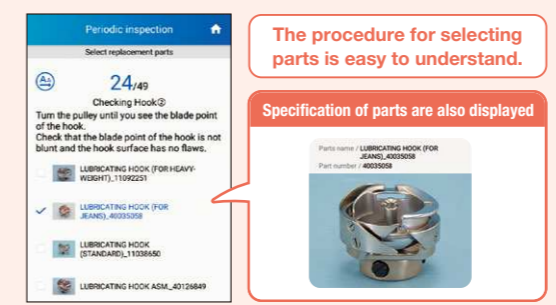 Periodic inspection
Select replacement parts
24/49
Checking Hook②
Turn the pulley until you see the blade point
of the hook.
Check that the blade point of the hook is not
blunt and the hook surface has no flaws.
LUBRICATING HOOK (FOR HEAVY-
WEIGHT)_11092251
LUBRICATING HOOK (FOR
JEANS)_40035058
LUBRICATING HOOK
(STANDARD)_11038650
LUBRICATING HOOK ASM._40126849
The procedure for selecting
parts is easy to understand.
Specification of parts are also displayed
Parts name / LUBRICATING HOOK (FOR
JEANS)_40035058
Part number / 40035058